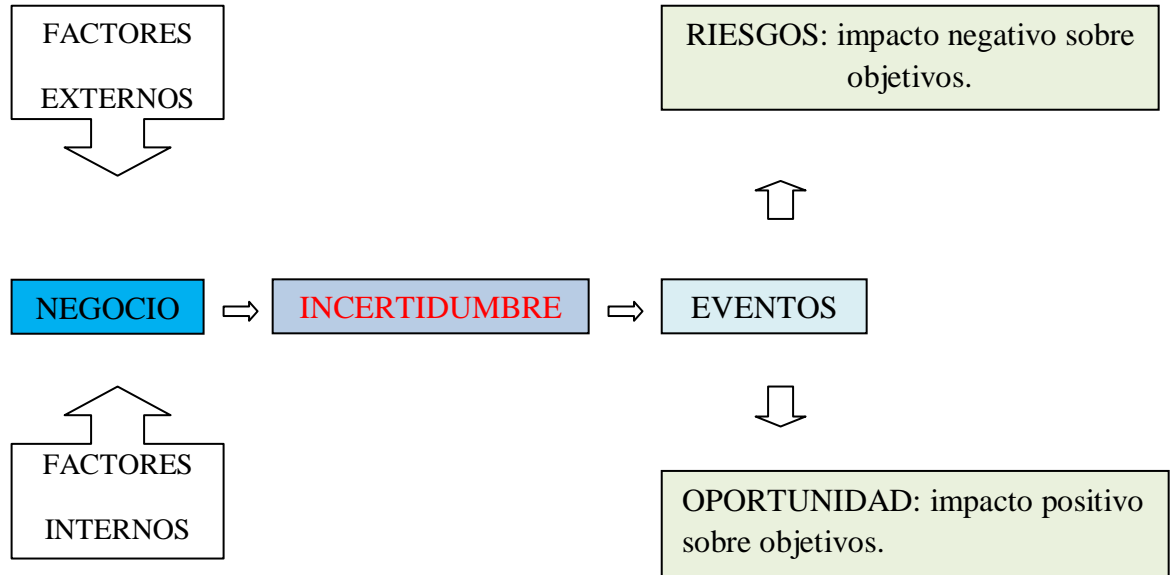 FACTORES
EXTERNOS
RIESGOS: impacto negativo sobre
objetivos.
NEGOCIO
INCERTIDUMBRE
EVENTOS
FACTORES
INTERNOS
OPORTUNIDAD: impacto positivo
sobre objetivos.